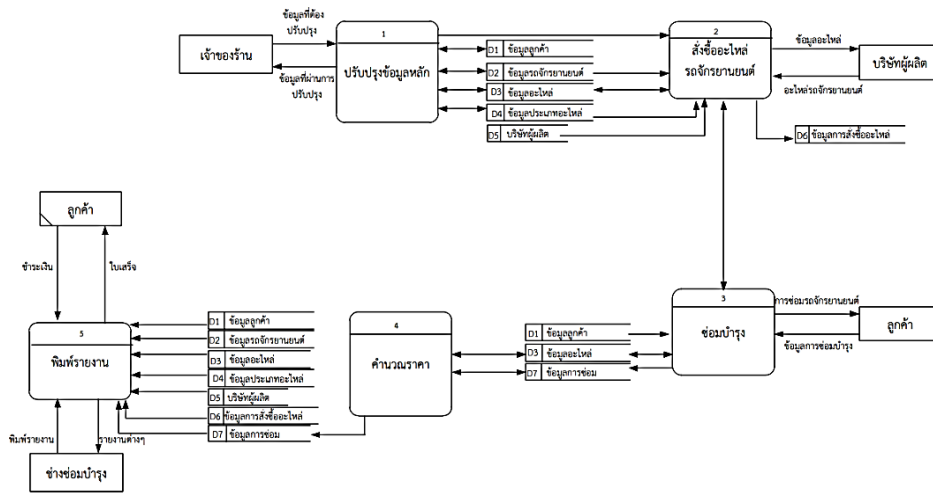 ข้อมูลที่ต้อง
ปรับปรุง
เจ้าของร้าน
ข้อมูลที่ผ่านการ
ปรับปรุง
1
ปรับปรุงข้อมูลหลัก
D1 ข้อมูลลูกค้า
D2 ข้อมูลรถจักรยานยนต์
D3 ข้อมูลอะไหล่
D4 ข้อมูลประเภทอะไหล่
D5 บริษัทผู้ผลิต
2
สั่งซื้ออะไหล่
รถจักรยานยนต์
ข้อมูลอะไหล่
บริษัทผู้ผลิต
อะไหล่รถจักรยานยนต์
D6 ข้อมูลการสั่งซื้ออะไหล่
ลูกค้า
ชำระเงิน
ใบเสร็จ
5
พิมพ์รายงาน
พิมพ์รายงาน
รายงานต่างๆ
ช่างซ่อมบำรุง
D1 ข้อมูลลูกค้า
D2 ข้อมูลรถจักรยานยนต์
D3 ข้อมูลอะไหล่
D4 ข้อมูลประเภทอะไหล่
D5 บริษัทผู้ผลิต
D6 ข้อมูลการสั่งซื้ออะไหล่
D7 ข้อมูลการซ่อม
4
คำนวณราคา
D1 ข้อมูลลูกค้า
D3 ข้อมูลอะไหล่
D7 ข้อมูลการซ่อม
3
ซ่อมบำรุง
การซ่อมรถจักรยานยนต์
ลูกค้า
ข้อมูลการซ่อมบำรุง